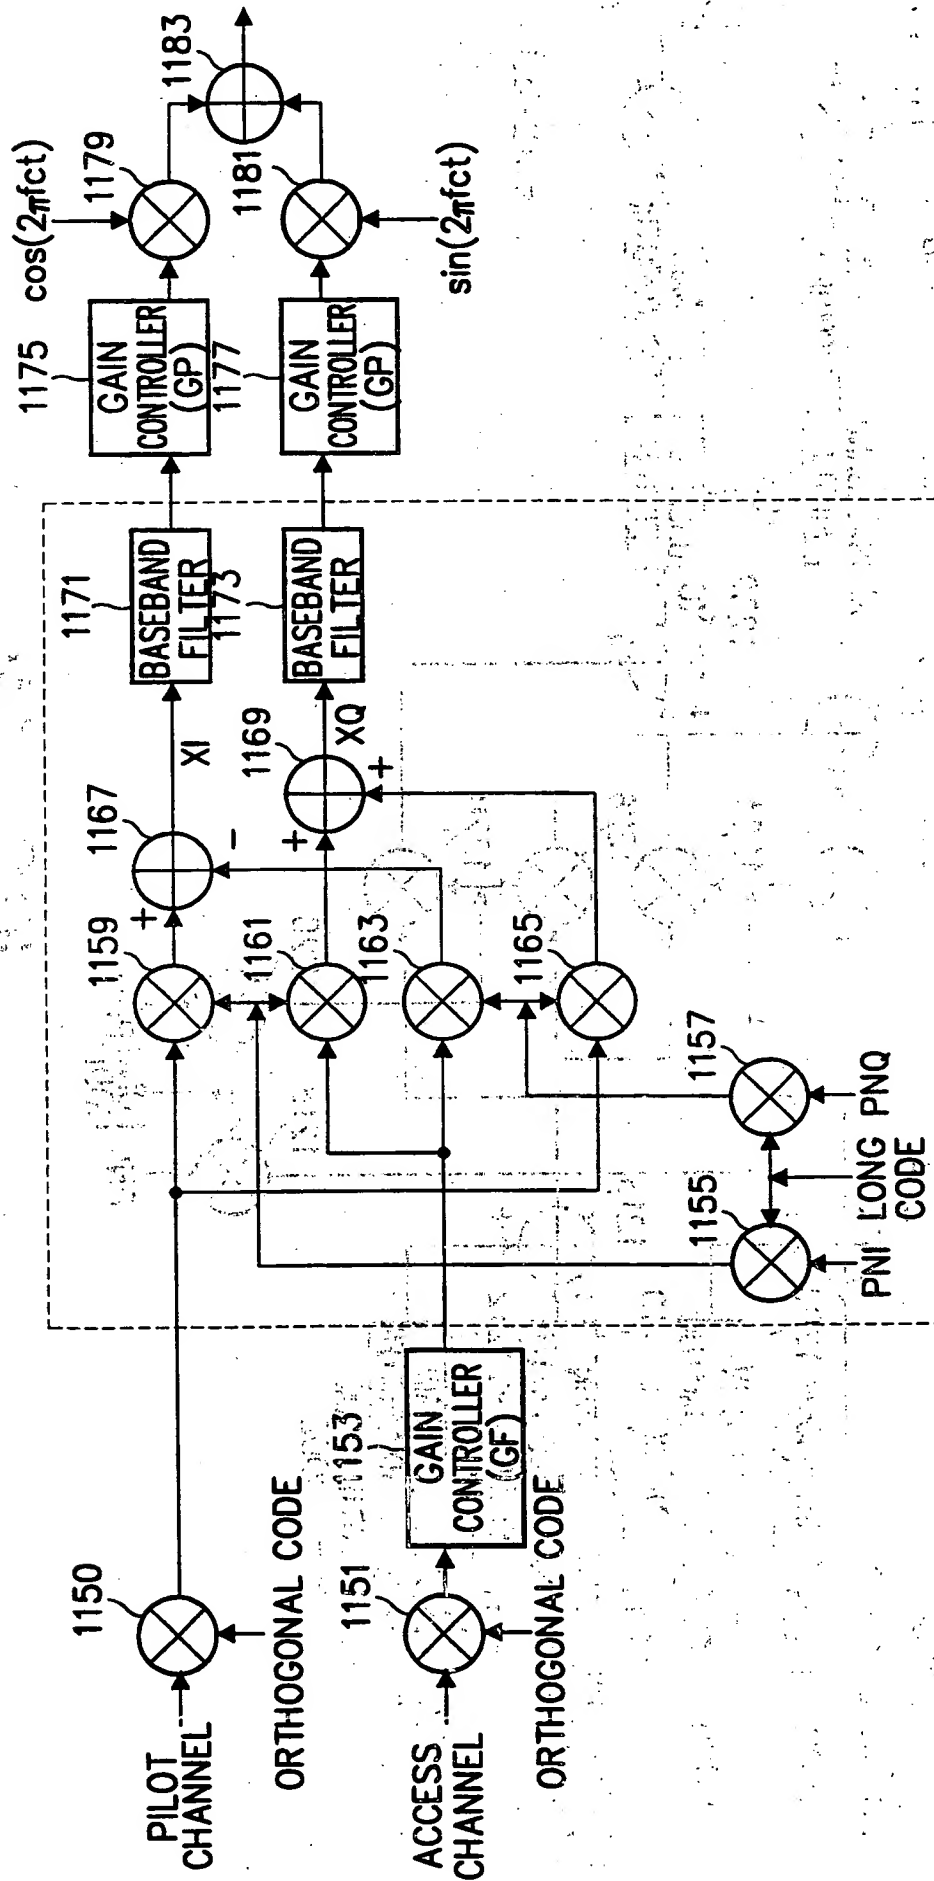 PILOT
CHANNEL
1150
ORTHOGONAL CODE
ACCESS
CHANNEL
1151
ORTHOGONAL CODE
1153
GAIN
CONTROLLER
(GF)
PNI
LONG
CODE
PNQ
1155
1157
1159
1161
1163
1165
+
-
1167
XI
+
+
1169
XQ
1171
BASEBAND
FILTER
1173
BASEBAND
FILTER
1175
GAIN
CONTROLLER
(GP)
1177
GAIN
CONTROLLER
(GP)
cos(2πfct)
1179
1181
sin(2πfct)
1183